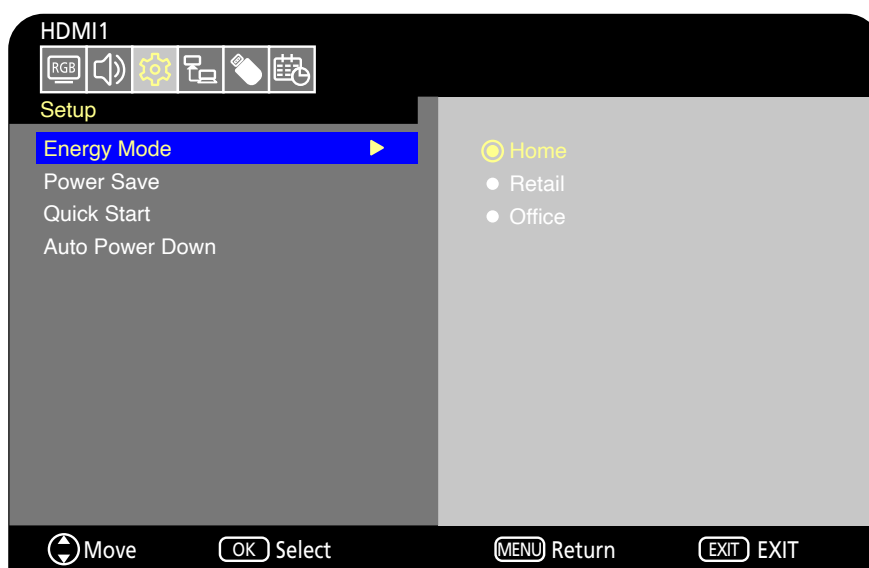 HDMI1
RGB
Setup
Energy Mode
Power Save
Quick Start
Auto Power Down
Home
Retail
Office
Move OK Select MENU Return EXIT EXIT